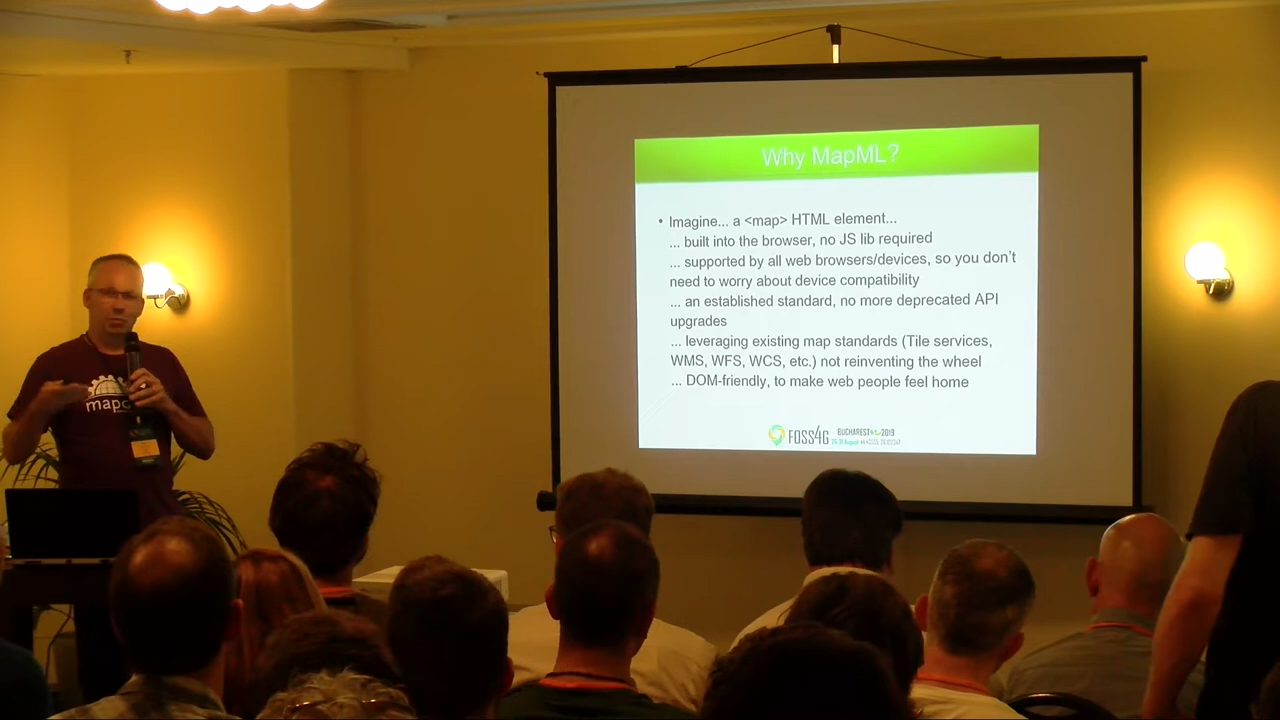 Why MapML?
• Imagine... a <map> HTML element...
... built into the browser, no JS lib required
... supported by all web browsers/devices, so you don't
need to worry about device compatibility
... an established standard, no more deprecated API
upgrades
... leveraging existing map standards (Tile services,
WMS, WFS, WCS, etc.) not reinventing the wheel
... DOM-friendly, to make web people feel home
FOSS4G
BUCHAREST 2019
map